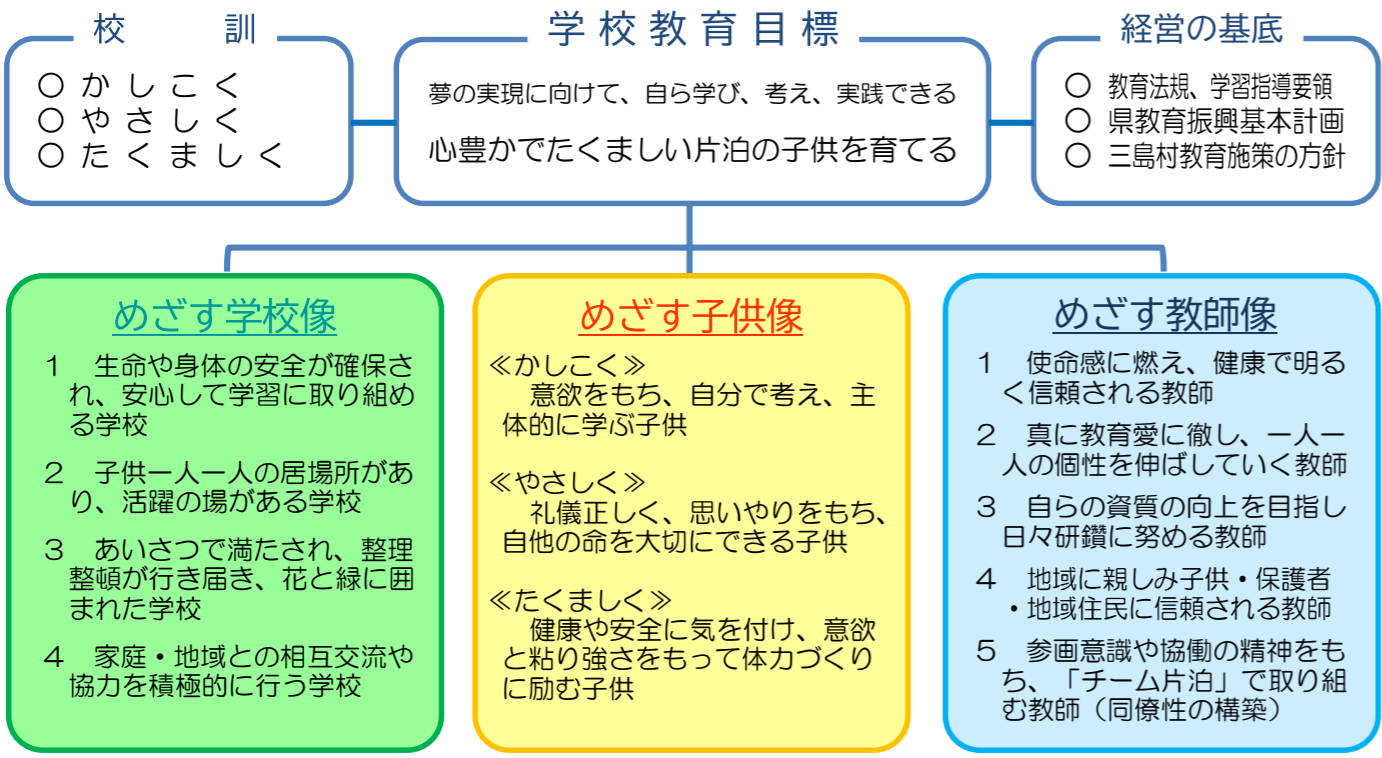 校　訓
○ かしこく
○ やさしく
○ たくましく
学校教育目標
夢の実現に向けて、自ら学び、考え、実践できる
心豊かでたくましい片泊の子供を育てる
経営の基底
○ 教育法規、学習指導要領
○ 県教育振興基本計画
○ 三島村教育施策の方針
めざす学校像
１　生命や身体の安全が確保さ
れ、安心して学習に取り組め
る学校
２　子供一人一人の居場所があ
り、活躍の場がある学校
３　あいさつで満たされ、整理
整頓が行き届き、花と緑に囲
まれた学校
４　家庭・地域との相互交流や
協力を積極的に行う学校
めざす子供像
≪かしこく≫
意欲をもち、自分で考え、主
体的に学ぶ子供
≪やさしく≫
礼儀正しく、思いやりをもち、
自他の命を大切にできる子供
≪たくましく≫
健康や安全に気を付け、意欲
と粘り強さをもって体力づくり
に励む子供
めざす教師像
１　使命感に燃え、健康で明る
く信頼される教師
２　真に教育愛に徹し、一人一
人の個性を伸ばしていく教師
３　自らの資質の向上を目指し
日々研鑽に努める教師
４　地域に親しみ子供・保護者
・地域住民に信頼される教師
５　参画意識や協働の精神をも
ち、「チーム片泊」で取り組
む教師（同僚性の構築）